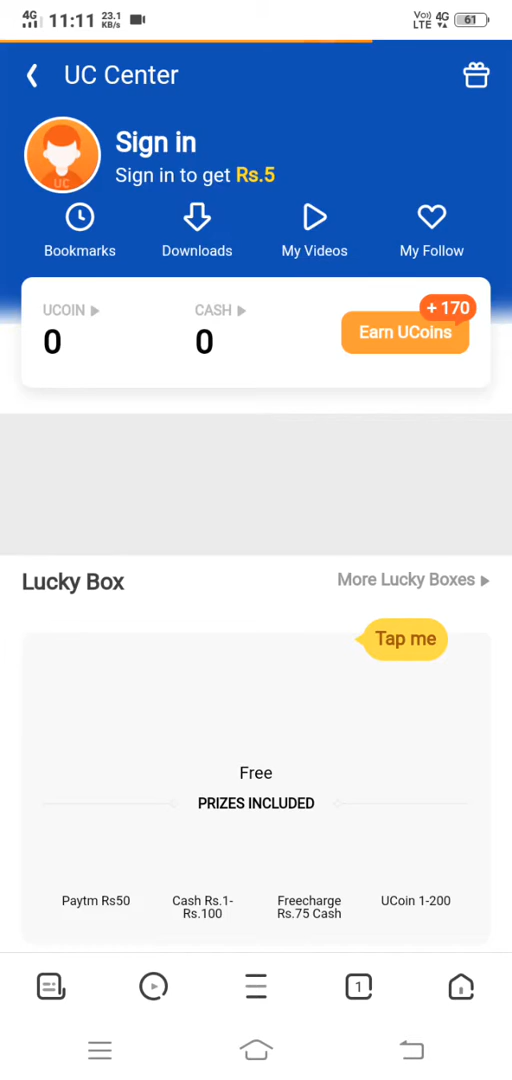 4G 11:11 23.1 KB/s Vo)) LTE 4G 61
UC Center
UC
Sign in
Sign in to get Rs.5
Bookmarks Downloads My Videos My Follow
UCOIN CASH + 170
0 0 Earn UCoins
Lucky Box More Lucky Boxes
Tap me
Free
PRIZES INCLUDED
Paytm Rs50 Cash Rs.1- Freecharge UCoin 1-200
Rs.100 Rs.75 Cash
1